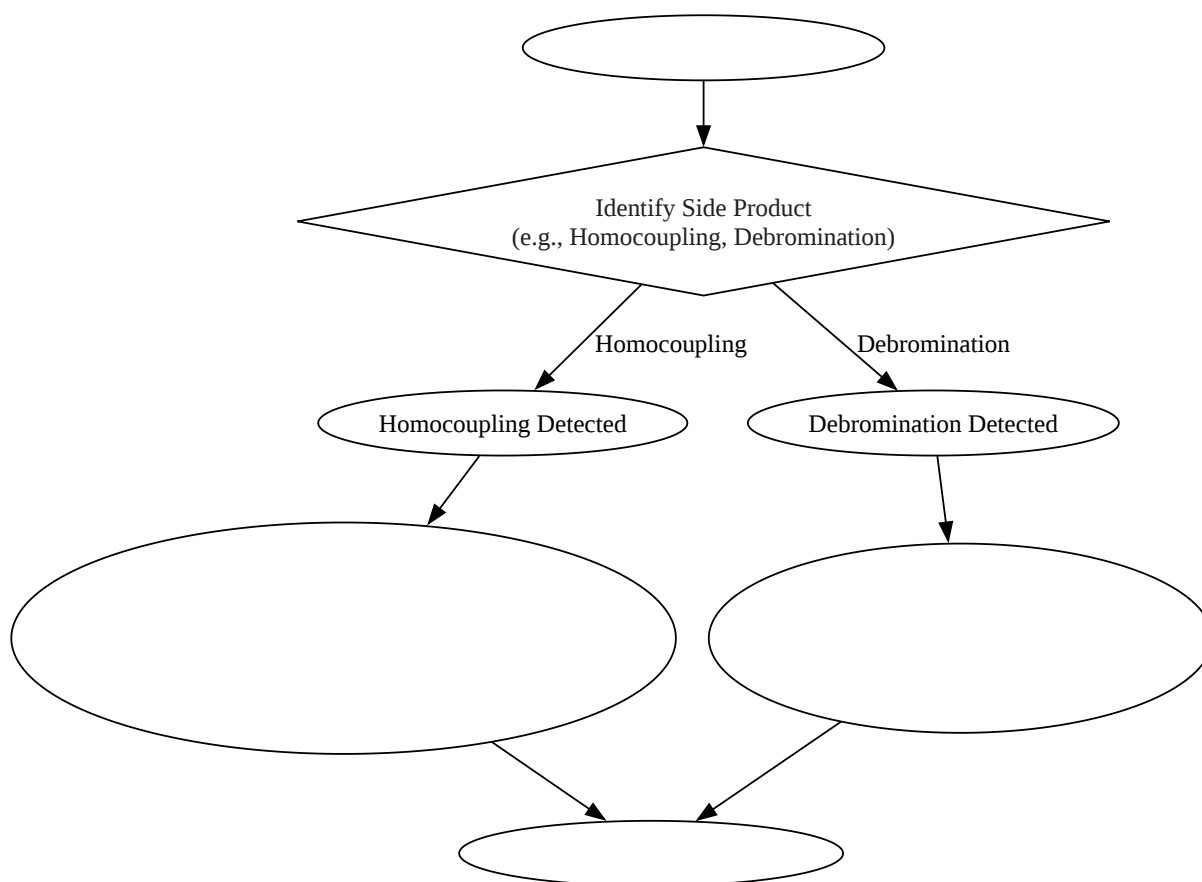 Identify Side Product
(e.g., Homocoupling, Debromination)
Homocoupling
Debromination
Homocoupling Detected
Debromination Detected